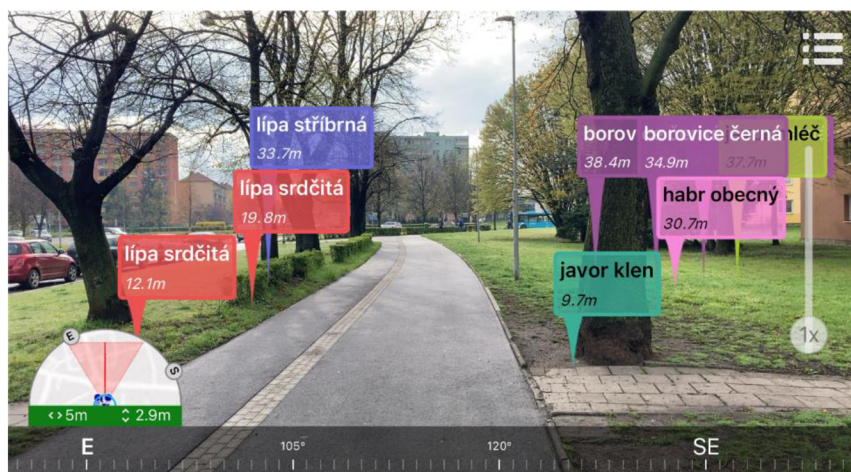 lípa stříbrná
33.7m
lípa srdčitá
19.8m
lípa srdčitá
12.1m
borov
38.4m
borovice černá
34.9m
37.7m
mléč
habr obecný
30.7m
javor klen
9.7m
1x
E
S
<>5m
2.9m
E
105°
120°
SE